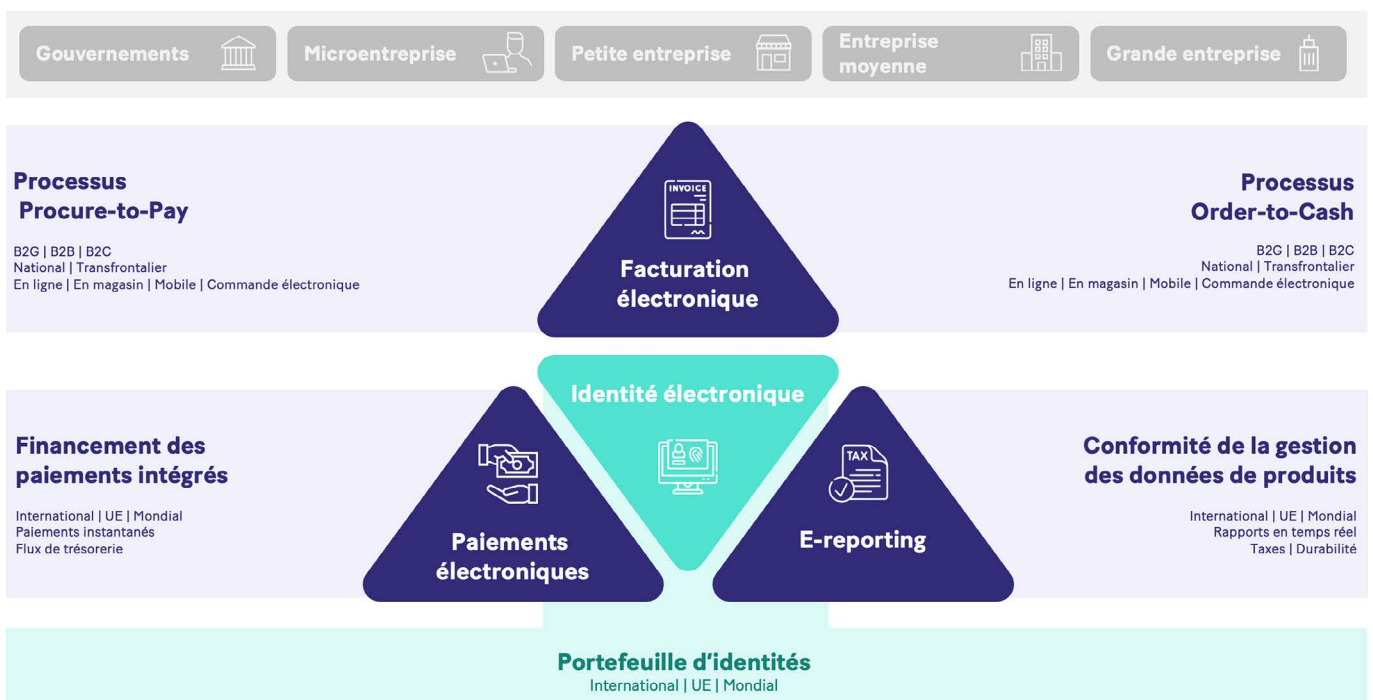 Gouvernements
Microentreprise
Petite entreprise
Entreprise
moyenne
Grande entreprise
Processus
Procure-to-Pay
B2G | B2B | B2C
National | Transfrontalier
En ligne | En magasin | Mobile | Commande électronique
INVOICE
Facturation
électronique
Processus
Order-to-Cash
B2G | B2B | B2C
National | Transfrontalier
En ligne | En magasin | Mobile | Commande électronique
Identité électronique
Financement des
paiements intégrés
International | UE | Mondial
Paiements instantanés
Flux de trésorerie
Paiements
électroniques
TAX
E-reporting
Conformité de la gestion
des données de produits
International | UE | Mondial
Rapports en temps réel
Taxes | Durabilité
Portefeuille d’identités
International | UE | Mondial